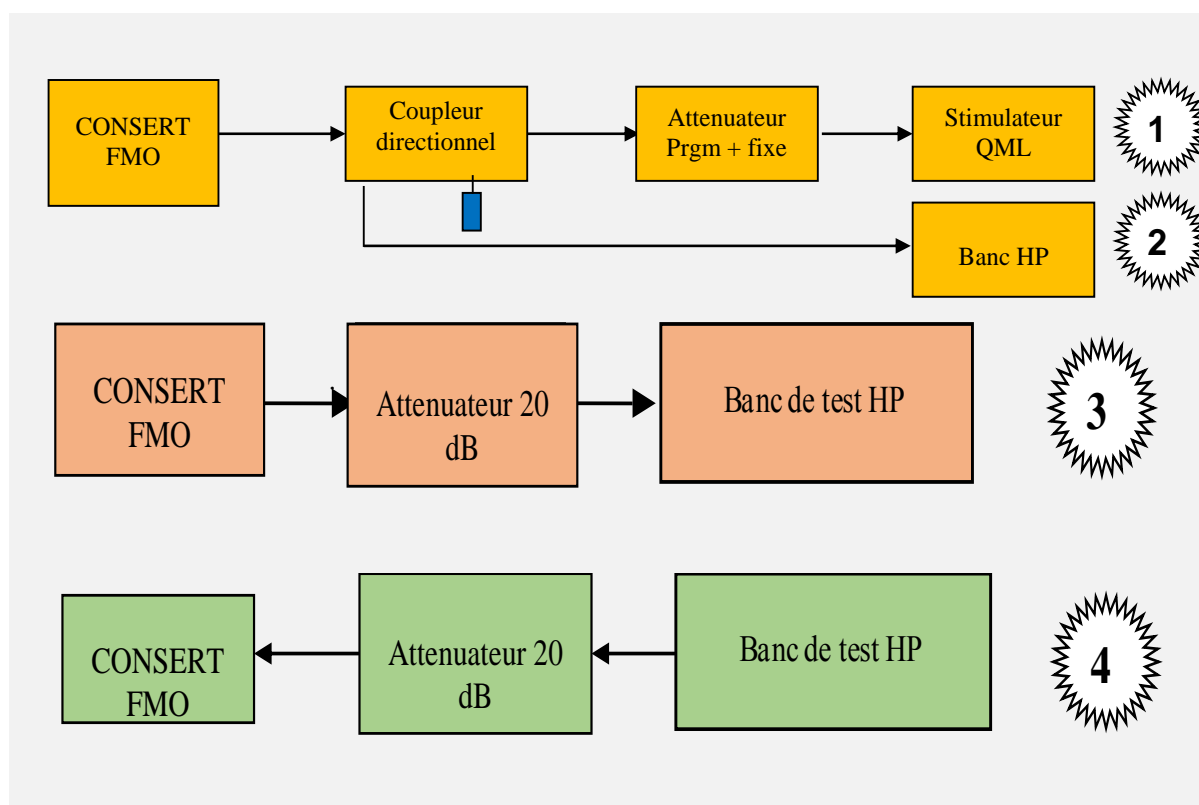 CONSERT
FMO
Coupleur
directionnel
Attenuateur
Prgm + fixe
Stimulateur
QML
1
Banc HP
2
CONSERT
FMO
Attenuateur 20
dB
Banc de test HP
3
CONSERT
FMO
Attenuateur 20
dB
Banc de test HP
4